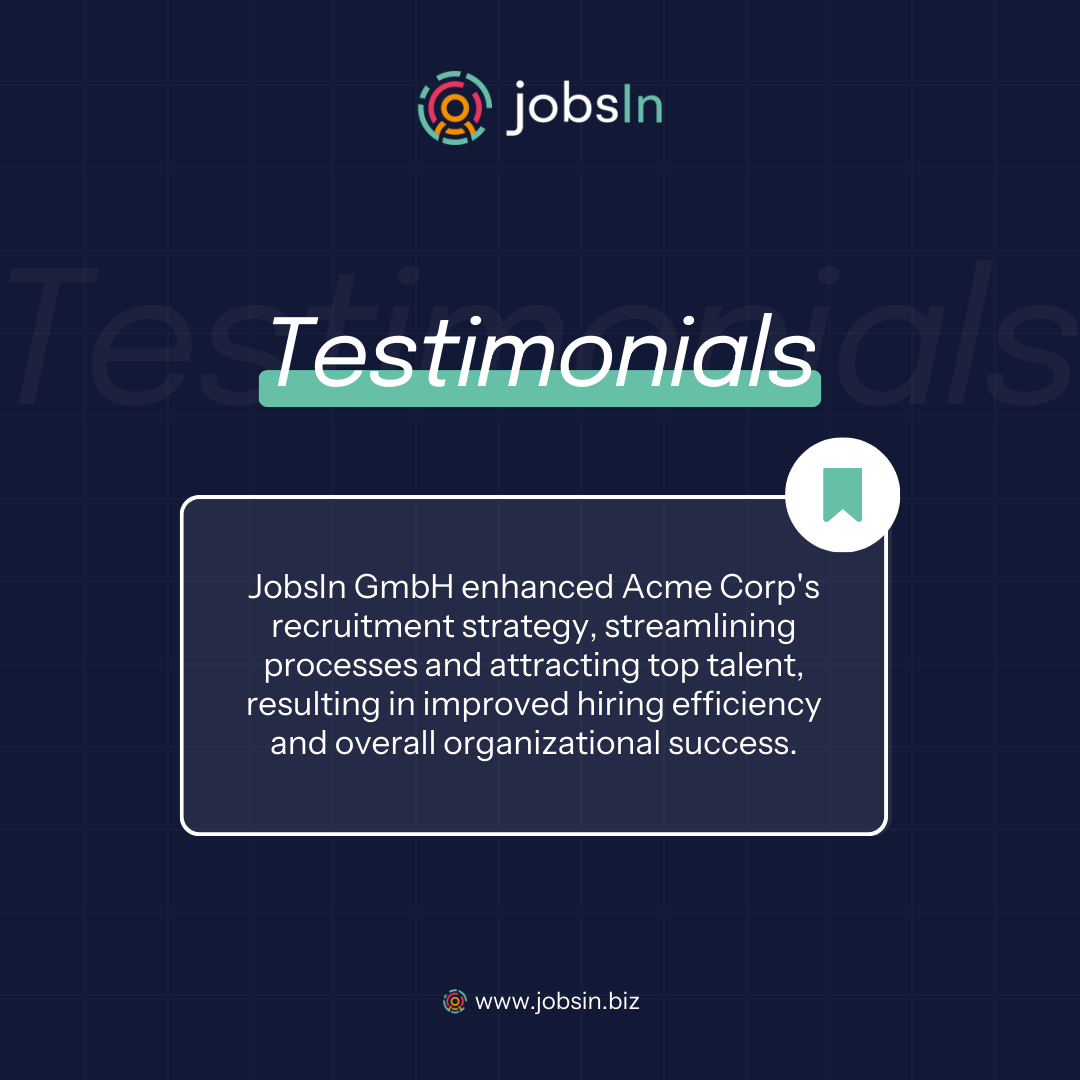 jobsIn
Testimonials
Testimonials
JobsIn GmbH enhanced Acme Corp's
recruitment strategy, streamlining
processes and attracting top talent,
resulting in improved hiring efficiency
and overall organizational success.
www.jobsin.biz